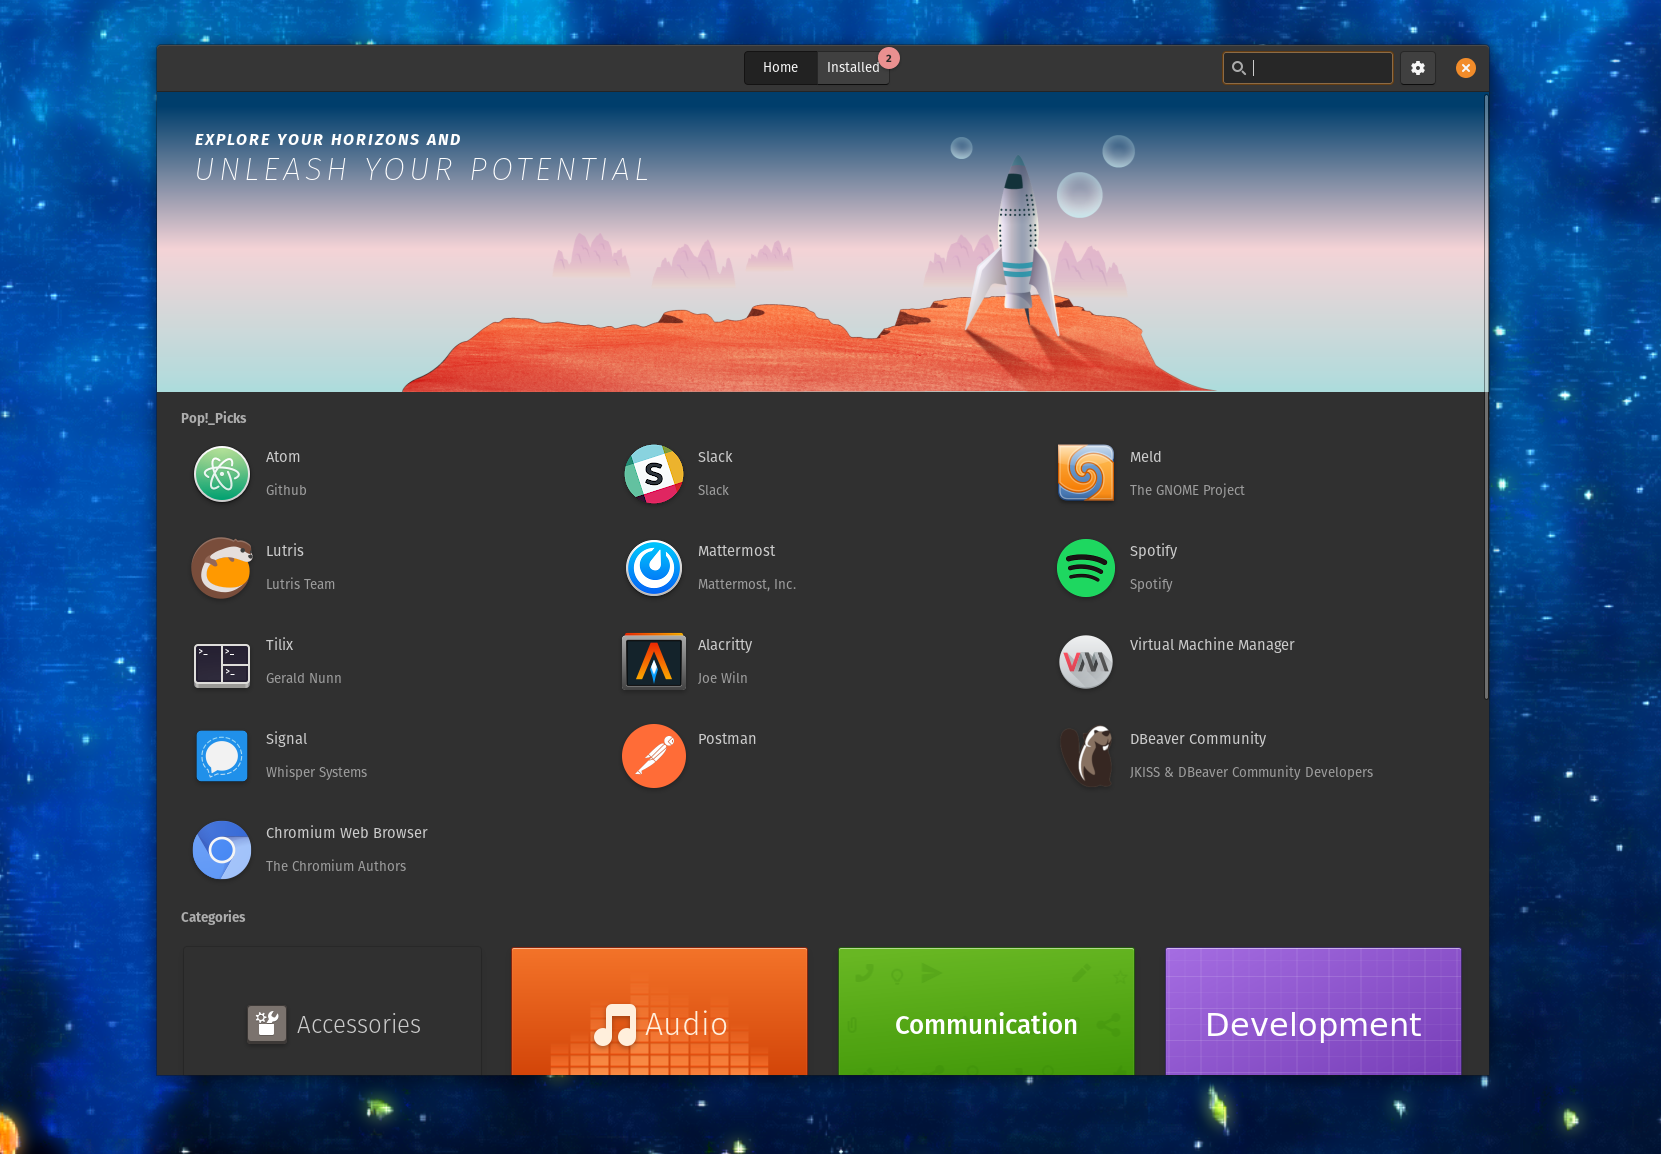 Home
Installed
2
EXPLORE YOUR HORIZONS AND
UNLEASH YOUR POTENTIAL
Pop!_Picks
Atom
Github
Slack
Slack
Meld
The GNOME Project
Lutris
Lutris Team
Mattermost
Mattermost, Inc.
Spotify
Spotify
Tilix
Gerald Nunn
Alacritty
Joe Wiln
Virtual Machine Manager
Signal
Whisper Systems
Postman
DBeaver Community
JKISS & DBeaver Community Developers
Chromium Web Browser
The Chromium Authors
Categories
Accessories
Audio
Communication
Development